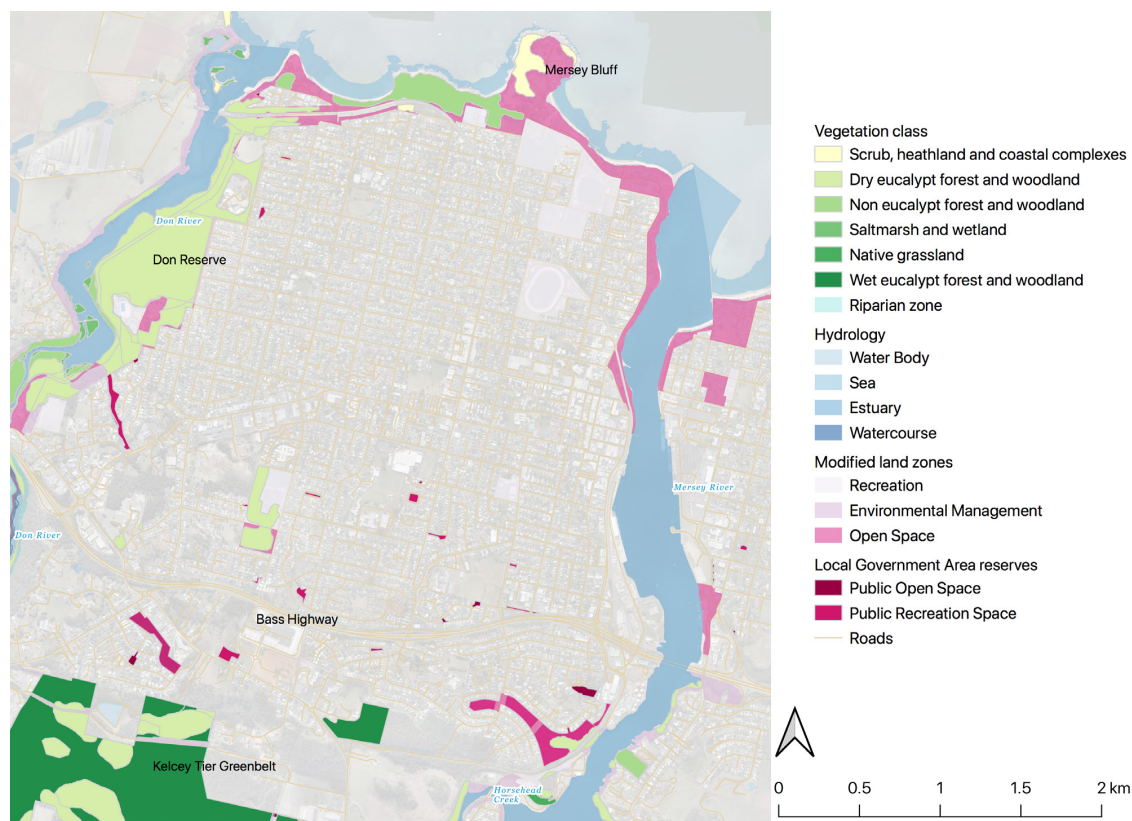 Mersey Bluff
Don River
Don Reserve
Mersey River
Don River
Bass Highway
Kelcey Tier Greenbelt
Horsehead
Creek
Vegetation class
Scrub, heathland and coastal complexes
Dry eucalypt forest and woodland
Non eucalypt forest and woodland
Saltmarsh and wetland
Native grassland
Wet eucalypt forest and woodland
Riparian zone
Hydrology
Water Body
Sea
Estuary
Watercourse
Modified land zones
Recreation
Environmental Management
Open Space
Local Government Area reserves
Public Open Space
Public Recreation Space
Roads
0 0.5 1 1.5 2 km